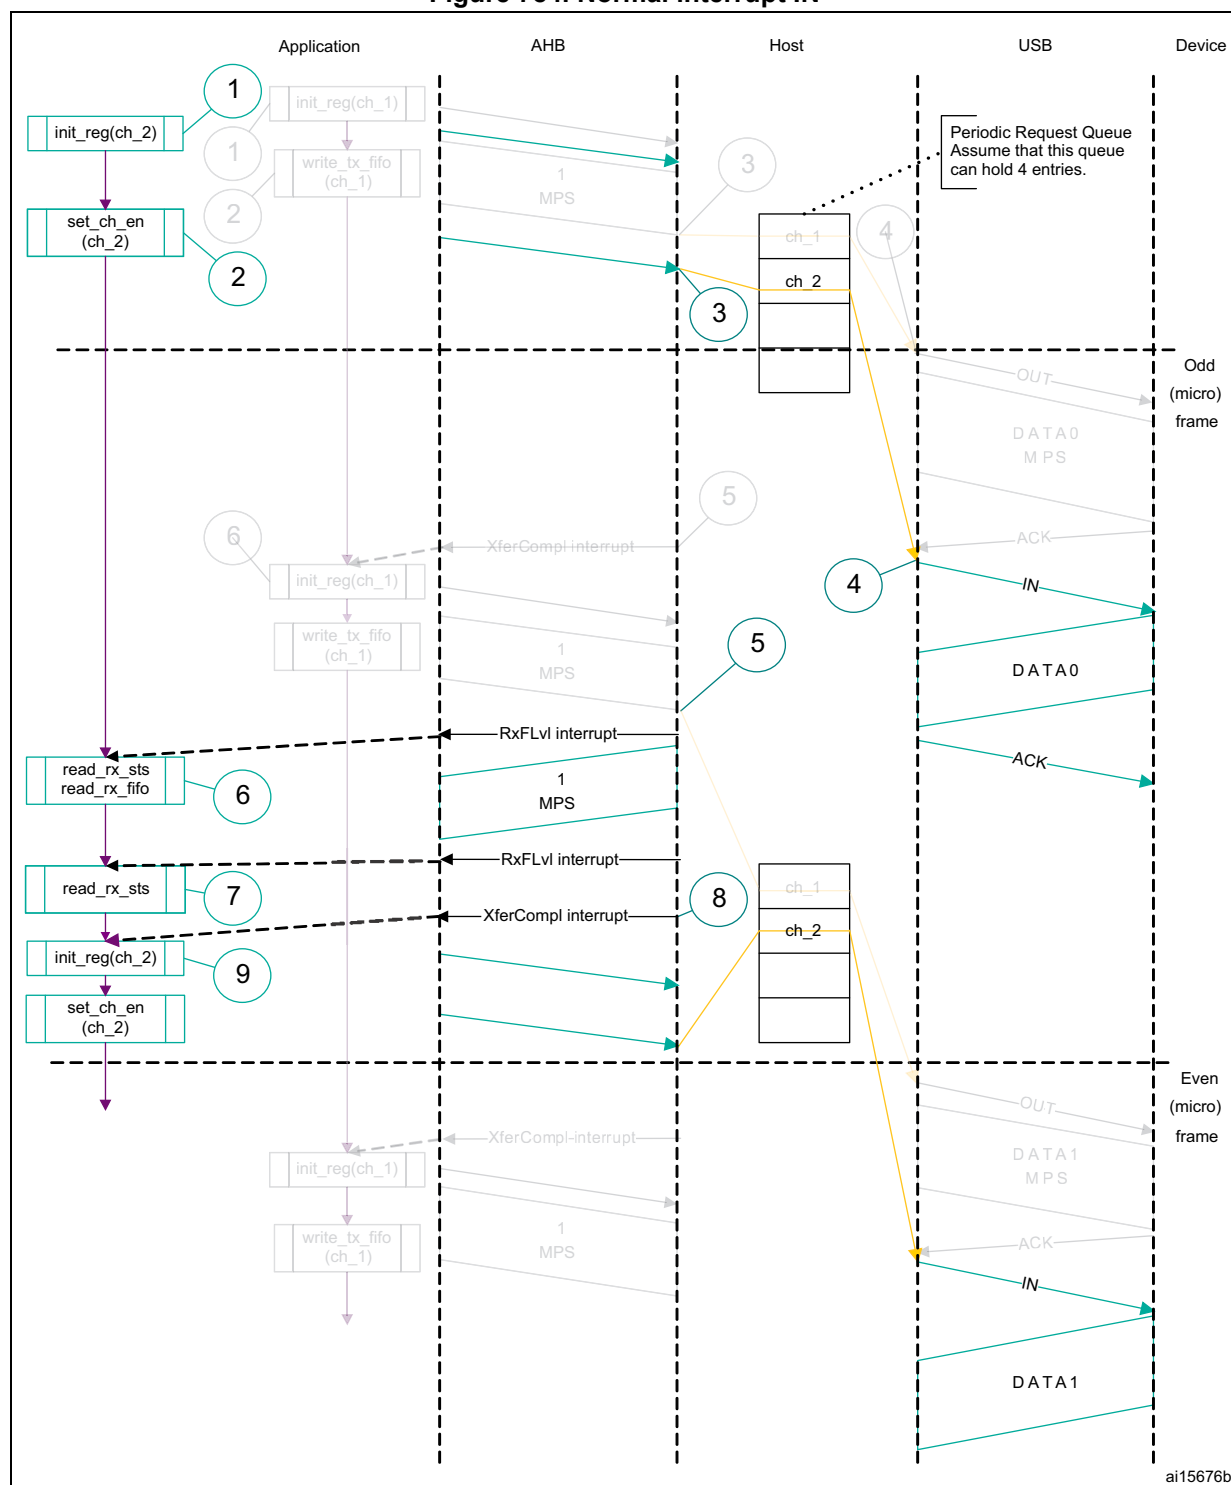 Application AHB Host USB Device
1
init_reg(ch_2)
init_reg(ch_1)
1
write_tx_fifo
(ch_1)
2
1
MPS
3
Periodic Request Queue
Assume that this queue
can hold 4 entries.
set_ch_en
(ch_2)
2
ch_1
4
ch_2
3
Odd
(micro)
frame
OUT
DATA0
MPS
ACK
5
6
XferCompl interrupt
init_reg(ch_1)
write_tx_fifo
(ch_1)
1
MPS
4
IN
5
DATA0
RxFLvl interrupt
ACK
read_rx_sts
read_rx_fifo
6
1
MPS
RxFLvl interrupt
read_rx_sts
7
8
ch_1
XferCompl interrupt
ch_2
init_reg(ch_2)
9
set_ch_en
(ch_2)
Even
(micro)
frame
OUT
XferCompl-interrupt
init_reg(ch_1)
DATA1
MPS
write_tx_fifo
(ch_1)
1
MPS
ACK
IN
DATA1
ai15676b